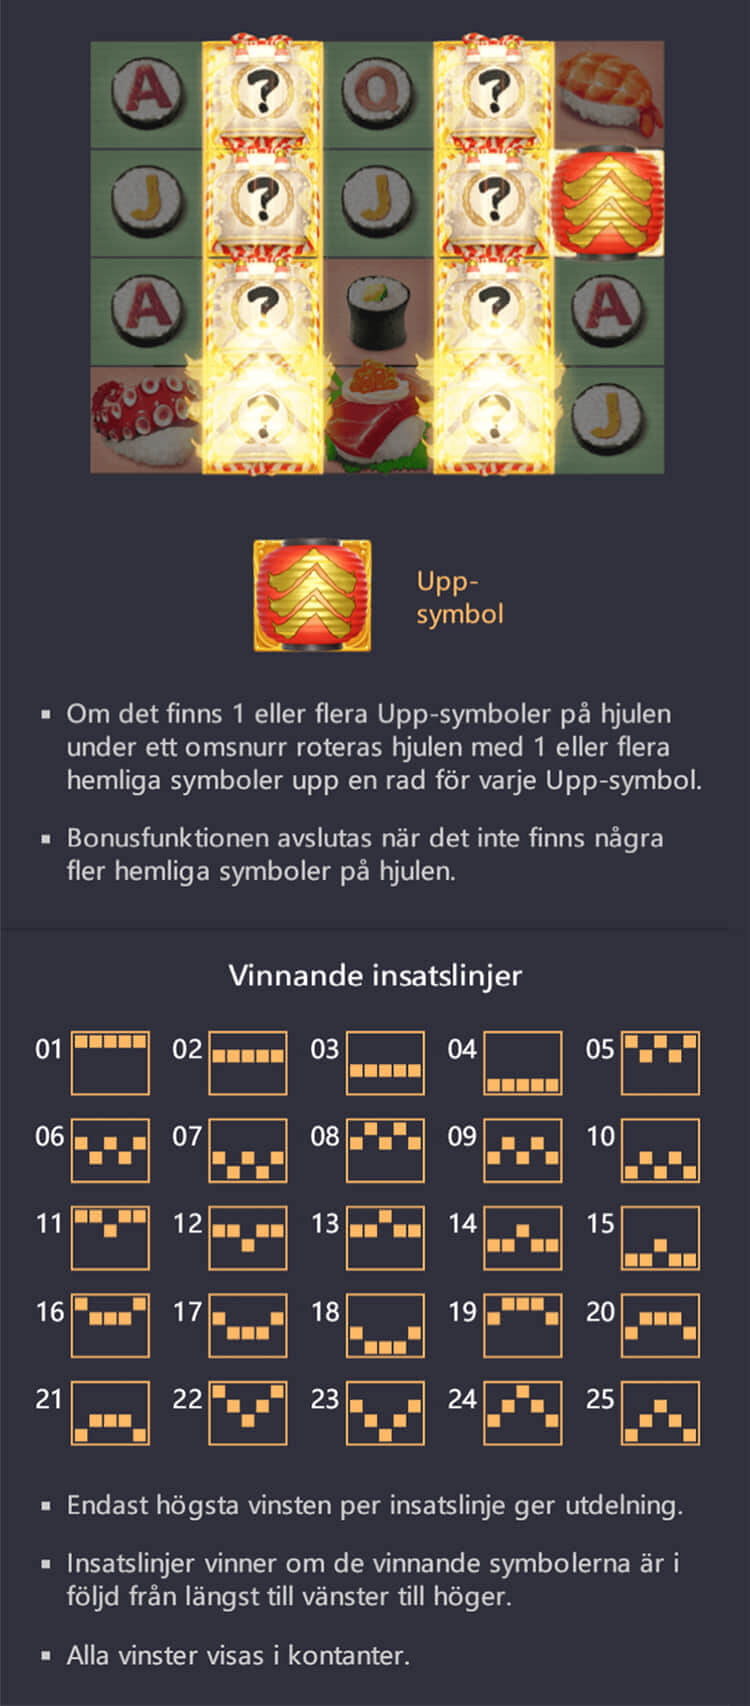 A ? Q ?
J ? J ?
A ? ? A
? ? J
Upp-
symbol
Om det finns 1 eller flera Upp-symboler på hjulen
under ett omsnurr roteras hjulen med 1 eller flera
hemliga symboler upp en rad för varje Upp-symbol.
Bonusfunktionen avslutas när det inte finns några
fler hemliga symboler på hjulen.
Vinnande insatslinjer
01 02 03 04 05
06 07 08 09 10
11 12 13 14 15
16 17 18 19 20
21 22 23 24 25
Endast högsta vinsten per insatslinje ger utdelning.
Insatslinjer vinner om de vinnande symbolerna är i
följd från längst till vänster till höger.
Alla vinster visas i kontanter.